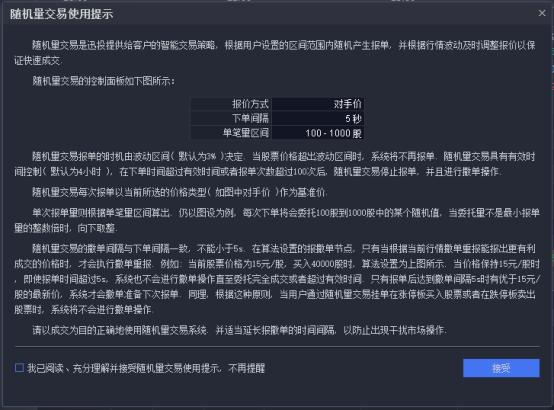 随机量交易使用提示
随机量交易是迅投提供给客户的智能交易策略，根据用户设置的区间范围内随机产生报单，并根据行情波动及时调整报价以保
证快速成交.
随机量交易的控制面板如下图所示：
报价方式 对手价
下单间隔 5 秒
单笔量区间 100 - 1000 股
随机量交易报单的时机由波动区间( 默认为3% )决定. 当股票价格超出波动区间时，系统将不再报单. 随机量交易具有有效时
间控制( 默认为4小时 )，在下单时间超过有效时间或者报单次数超过100次后，随机量交易停止报单，并且进行撤单操作.
随机量交易每次报单以当前所选的价格类型( 如图中对手价 )作为基准价.
单次报单量则根据单笔量区间算出，仍以图设为例，每次下单将会委托100股到1000股中的某个随机值，当委托量不是最小报单
量的整数倍时，向下取整.
随机量交易的撤单间隔与下单间隔一致，不能小于5s. 在算法设置的报撤单节点，只有当根据当前行情撤单重报能报出更有利
成交的价格时，才会执行撤单重报. 例如: 当前股票价格为15元/股，买入40000股时，算法设置为上图所示. 当价格保持15元/股时
，即使报单时间超过5s，系统也不会进行撤单操作直至委托完全成交或者超过有效时间. 只有报单后达到撤单间隔5s时有优于15元/
股的最新价，系统才会撤单准备下次报单. 同理，根据这种原则，当用户通过随机量交易挂单在涨停板买入股票或者在跌停板卖出
股票时，系统将不会进行撤单操作.
请以成交为目的正确地使用随机量交易系统. 并适当延长报撤单的时间间隔，以防止出现干扰市场操作.
我已阅读、充分理解并接受随机量交易使用提示，不再提醒
接受